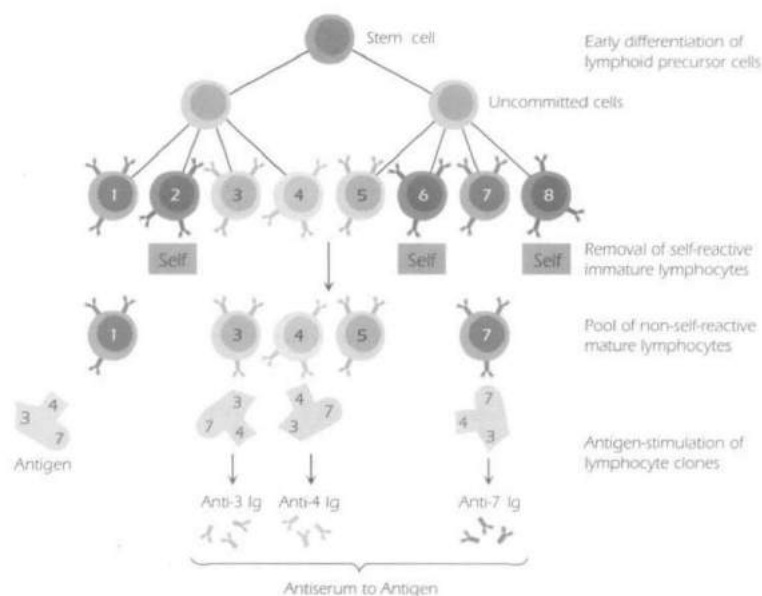 Stem cell
Early differentiation of
lymphoid precursor cells
Uncommitted cells
1 2 3 4 5 6 7 8
Self Self Self
Removal of self-reactive
immature lymphocytes
1 3 4 5 7
Pool of non-self-reactive
mature lymphocytes
3 4 7
Antigen
3 7 4
4 7 3
7 4 3
Antigen-stimulation of
lymphocyte clones
Anti-3 Ig Anti-4 Ig Anti-7 Ig
Antiserum to Antigen